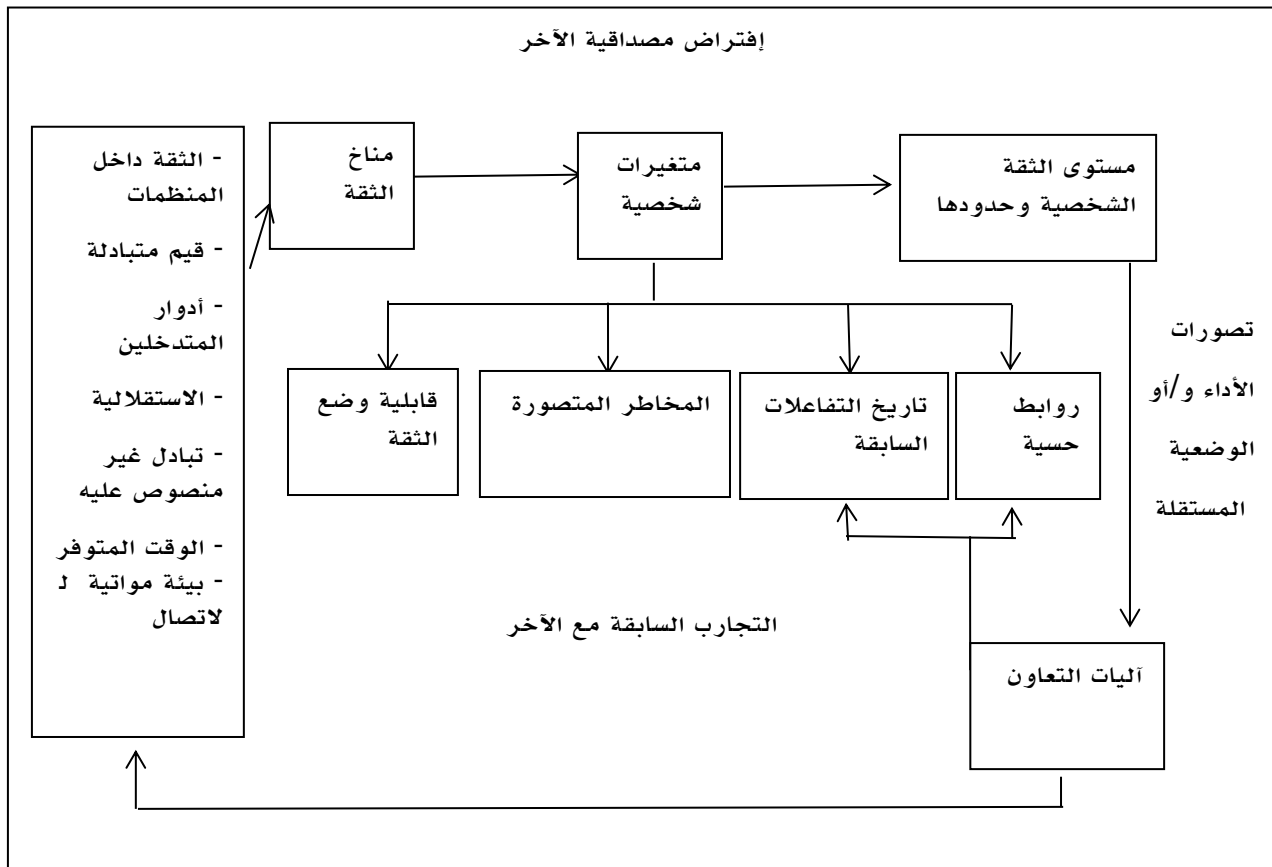 إفتراض مصداقية الآخر
- الثقة داخل
المنظمات
- قيم متبادلة
- أدوار
المتدخلين
- الاستقلالية
- تبادل غير
منصوص عليه
- الوقت المتوفر
- بيئة مواتية لـ
لاتصال
مناخ
الثقة
متغيرات
شخصية
مستوى الثقة
الشخصية وحدودها
قابلية وضع
الثقة
المخاطر المتصورة
تاريخ التفاعلات
السابقة
روابط
حسية
تصورات
الأداء و/أو
الوضعية
المستقلة
التجارب السابقة مع الآخر
آليات التعاون